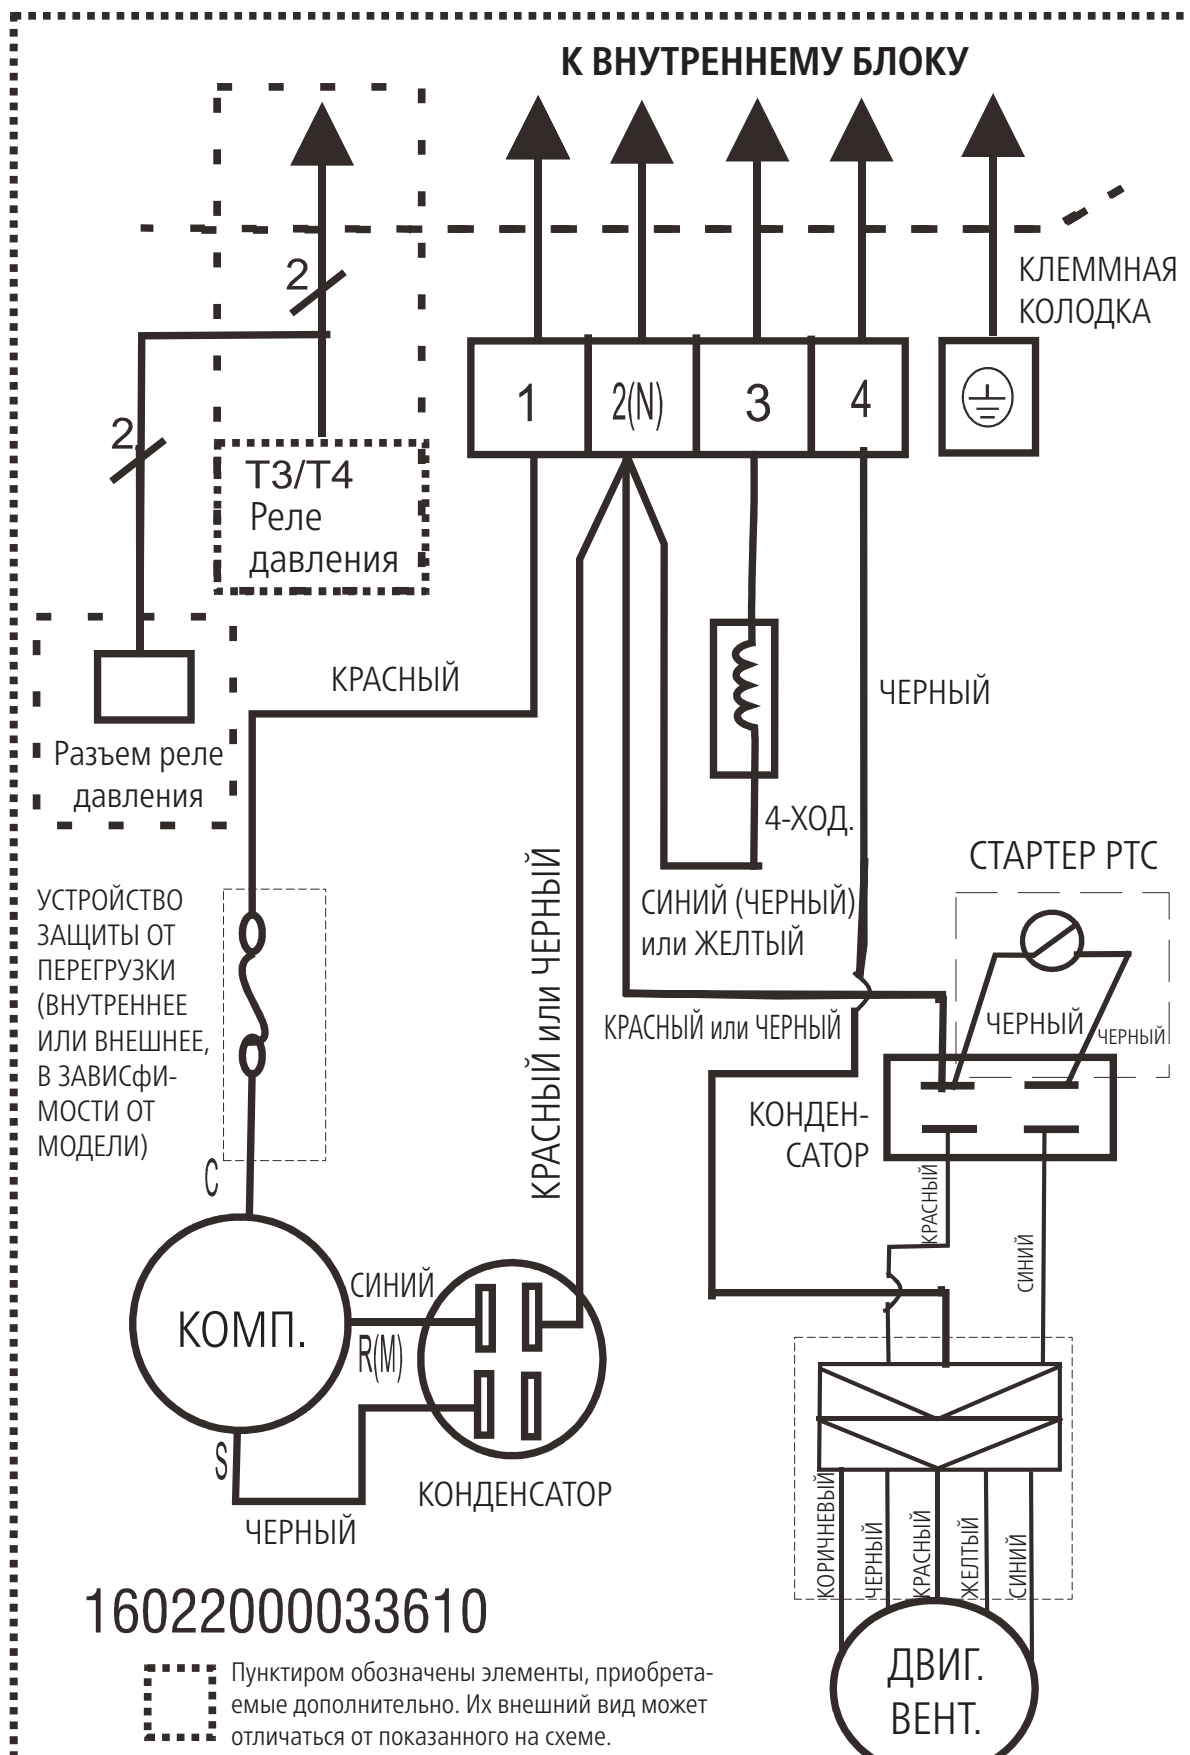 К ВНУТРЕННЕМУ БЛОКУ
КЛЕММНАЯ
КОЛОДКА
2
2
1
2(N)
3
4
T3/T4
Реле
давления
Разъем реле
давления
КРАСНЫЙ
ЧЕРНЫЙ
4-ХОД.
СИНИЙ (ЧЕРНЫЙ)
или ЖЕЛТЫЙ
КРАСНЫЙ или ЧЕРНЫЙ
КРАСНЫЙ или ЧЕРНЫЙ
СТАРТЕР РТС
ЧЕРНЫЙ
ЧЕРНЫЙ
УСТРОЙСТВО
ЗАЩИТЫ ОТ
ПЕРЕГРУЗКИ
(ВНУТРЕННЕЕ
ИЛИ ВНЕШНЕЕ,
В ЗАВИСфИ-
МОСТИ ОТ
МОДЕЛИ)
КОНДЕН-
САТОР
КРАСНЫЙ
СИНИЙ
C
КОМП.
СИНИЙ
R(M)
S
ЧЕРНЫЙ
КОНДЕНСАТОР
КОРИЧНЕВЫЙ
ЧЕРНЫЙ
КРАСНЫЙ
ЖЕЛТЫЙ
СИНИЙ
ДВИГ.
ВЕНТ.
16022000033610
Пунктиром обозначены элементы, приобрета-
емые дополнительно. Их внешний вид может
отличаться от показанного на схеме.